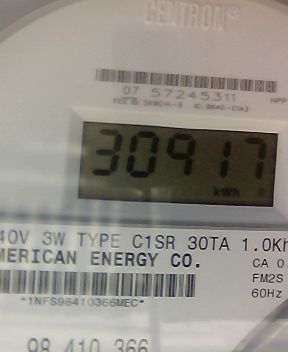 CENTRON®
07 57245311
30917
kWh
40V 3W TYPE C1SR 30TA 1.0Kh
MERICAN ENERGY CO.
CA 0.
FM2S
*1NFS98410366MEC*
60Hz
98 410 366